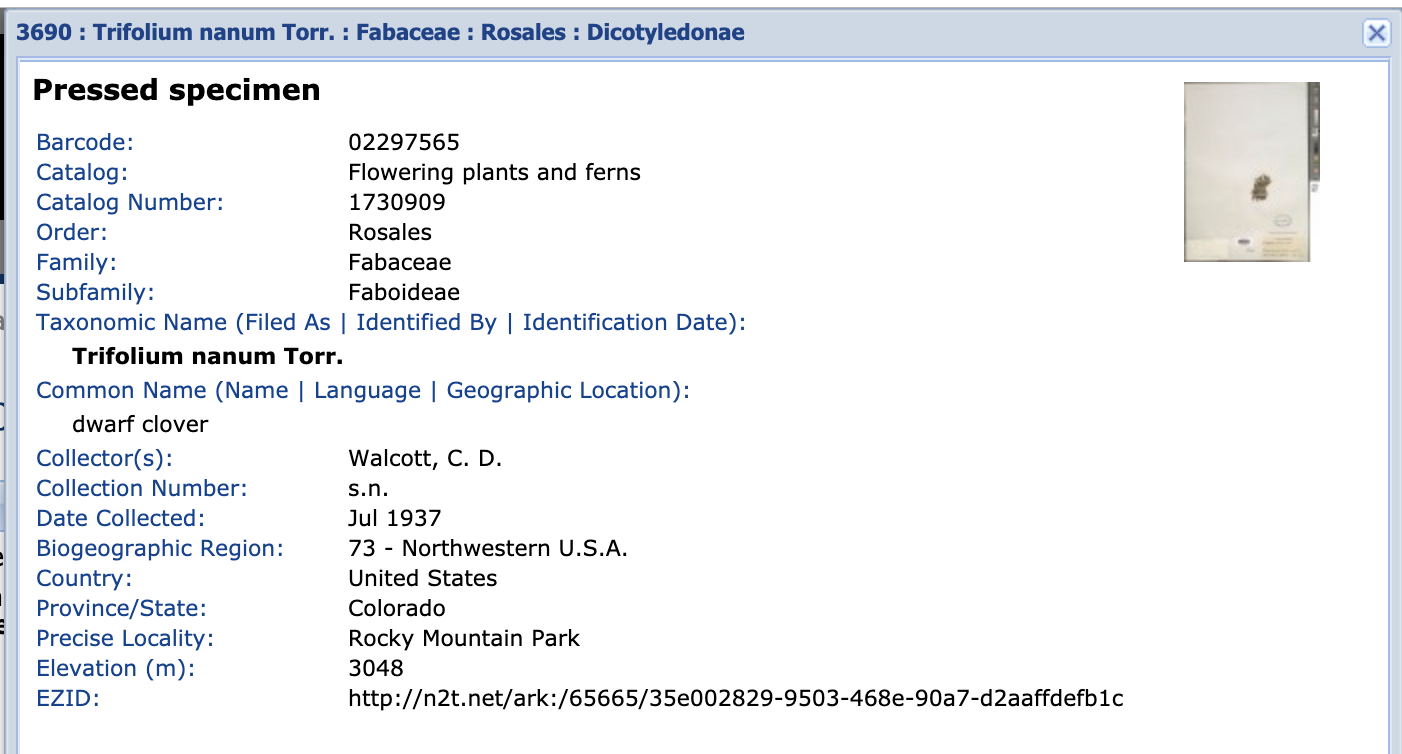 3690 : Trifolium nanum Torr. : Fabaceae : Rosales : Dicotyledonae
Pressed specimen
Barcode: 02297565
Catalog: Flowering plants and ferns
Catalog Number: 1730909
Order: Rosales
Family: Fabaceae
Subfamily: Faboideae
Taxonomic Name (Filed As | Identified By | Identification Date):
Trifolium nanum Torr.
Common Name (Name | Language | Geographic Location):
dwarf clover
Collector(s): Walcott, C. D.
Collection Number: s.n.
Date Collected: Jul 1937
Biogeographic Region: 73 - Northwestern U.S.A.
Country: United States
Province/State: Colorado
Precise Locality: Rocky Mountain Park
Elevation (m): 3048
EZID: http://n2t.net/ark:/65665/35e002829-9503-468e-90a7-d2aaffdefb1c